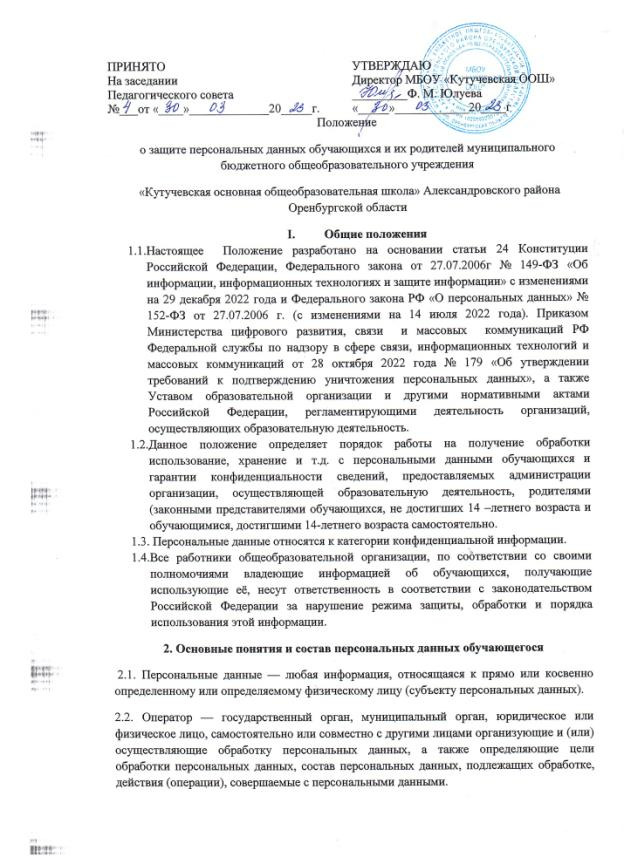 ПРИНЯТО
На заседании
Педагогического совета
№ 4 от « 30 » 03 20 23 г.
УТВЕРЖДАЮ
Директор МБОУ «Кутучевская ООШ»
Ф. М. Юлуева
« 30 » 03 20 23 г
МБОУ
Положение
о защите персональных данных обучающихся и их родителей муниципального
бюджетного общеобразовательного учреждения
«Кутучевская основная общеобразовательная школа» Александровского района
Оренбургской области
I. Общие положения
1.1.Настоящее Положение разработано на основании статьи 24 Конституции
Российской Федерации, Федерального закона от 27.07.2006г № 149-ФЗ «Об
информации, информационных технологиях и защите информации» с изменениями
на 29 декабря 2022 года и Федерального закона РФ «О персональных данных» №
152-ФЗ от 27.07.2006 г. (с изменениями на 14 июля 2022 года). Приказом
Министерства цифрового развития, связи и массовых коммуникаций РФ
Федеральной службы по надзору в сфере связи, информационных технологий и
массовых коммуникаций от 28 октября 2022 года № 179 «Об утверждении
требований к подтверждению уничтожения персональных данных», а также
Уставом образовательной организации и другими нормативными актами
Российской Федерации, регламентирующими деятельность организаций,
осуществляющих образовательную деятельность.
1.2.Данное положение определяет порядок работы на получение обработки
использование, хранение и т.д. с персональными данными обучающихся и
гарантии конфиденциальности сведений, предоставляемых администрации
организации, осуществляющей образовательную деятельность, родителями
(законными представителями обучающихся, не достигших 14 –летнего возраста и
обучающимися, достигшими 14-летнего возраста самостоятельно.
1.3. Персональные данные относятся к категории конфиденциальной информации.
1.4.Все работники общеобразовательной организации, по соответствии со своими
полномочиями владеющие информацией об обучающихся, получающие
использующие её, несут ответственность в соответствии с законодательством
Российской Федерации за нарушение режима защиты, обработки и порядка
использования этой информации.
2. Основные понятия и состав персональных данных обучающегося
2.1. Персональные данные — любая информация, относящаяся к прямо или косвенно
определенному или определяемому физическому лицу (субъекту персональных данных).
2.2. Оператор — государственный орган, муниципальный орган, юридическое или
физическое лицо, самостоятельно или совместно с другими лицами организующие и (или)
осуществляющие обработку персональных данных, а также определяющие цели
обработки персональных данных, состав персональных данных, подлежащих обработке,
действия (операции), совершаемые с персональными данными.